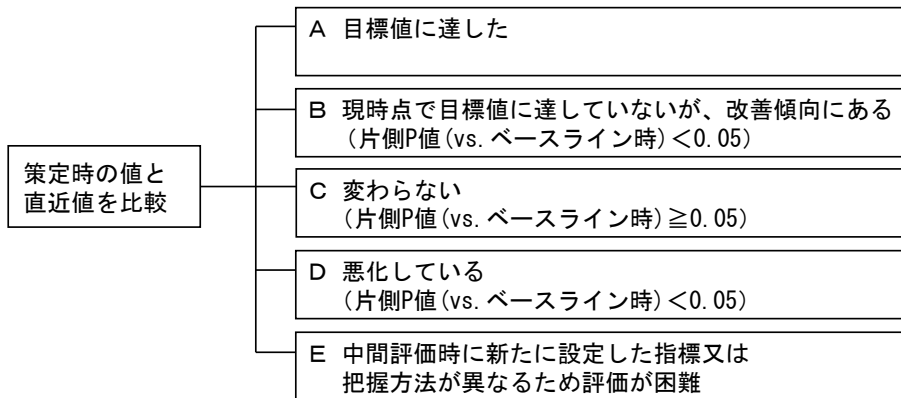 策定時の値と
直近値を比較
A 目標値に達した
B 現時点で目標値に達していないが、改善傾向にある
(片側P値(vs.ベースライン時)<0.05)
C 変わらない
(片側P値(vs.ベースライン時)≧0.05)
D 悪化している
(片側P値(vs.ベースライン時)<0.05)
E 中間評価時に新たに設定した指標又は
把握方法が異なるため評価が困難